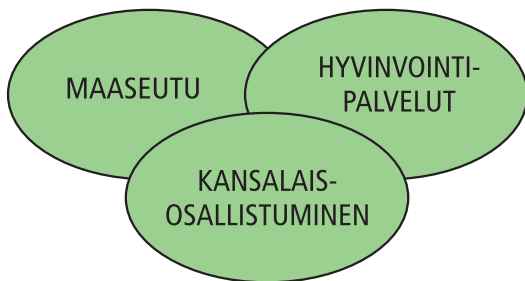 MAASEUTU
HYVINVOINTI-
PALVELUT
KANSALAIS-
OSALLISTUMINEN